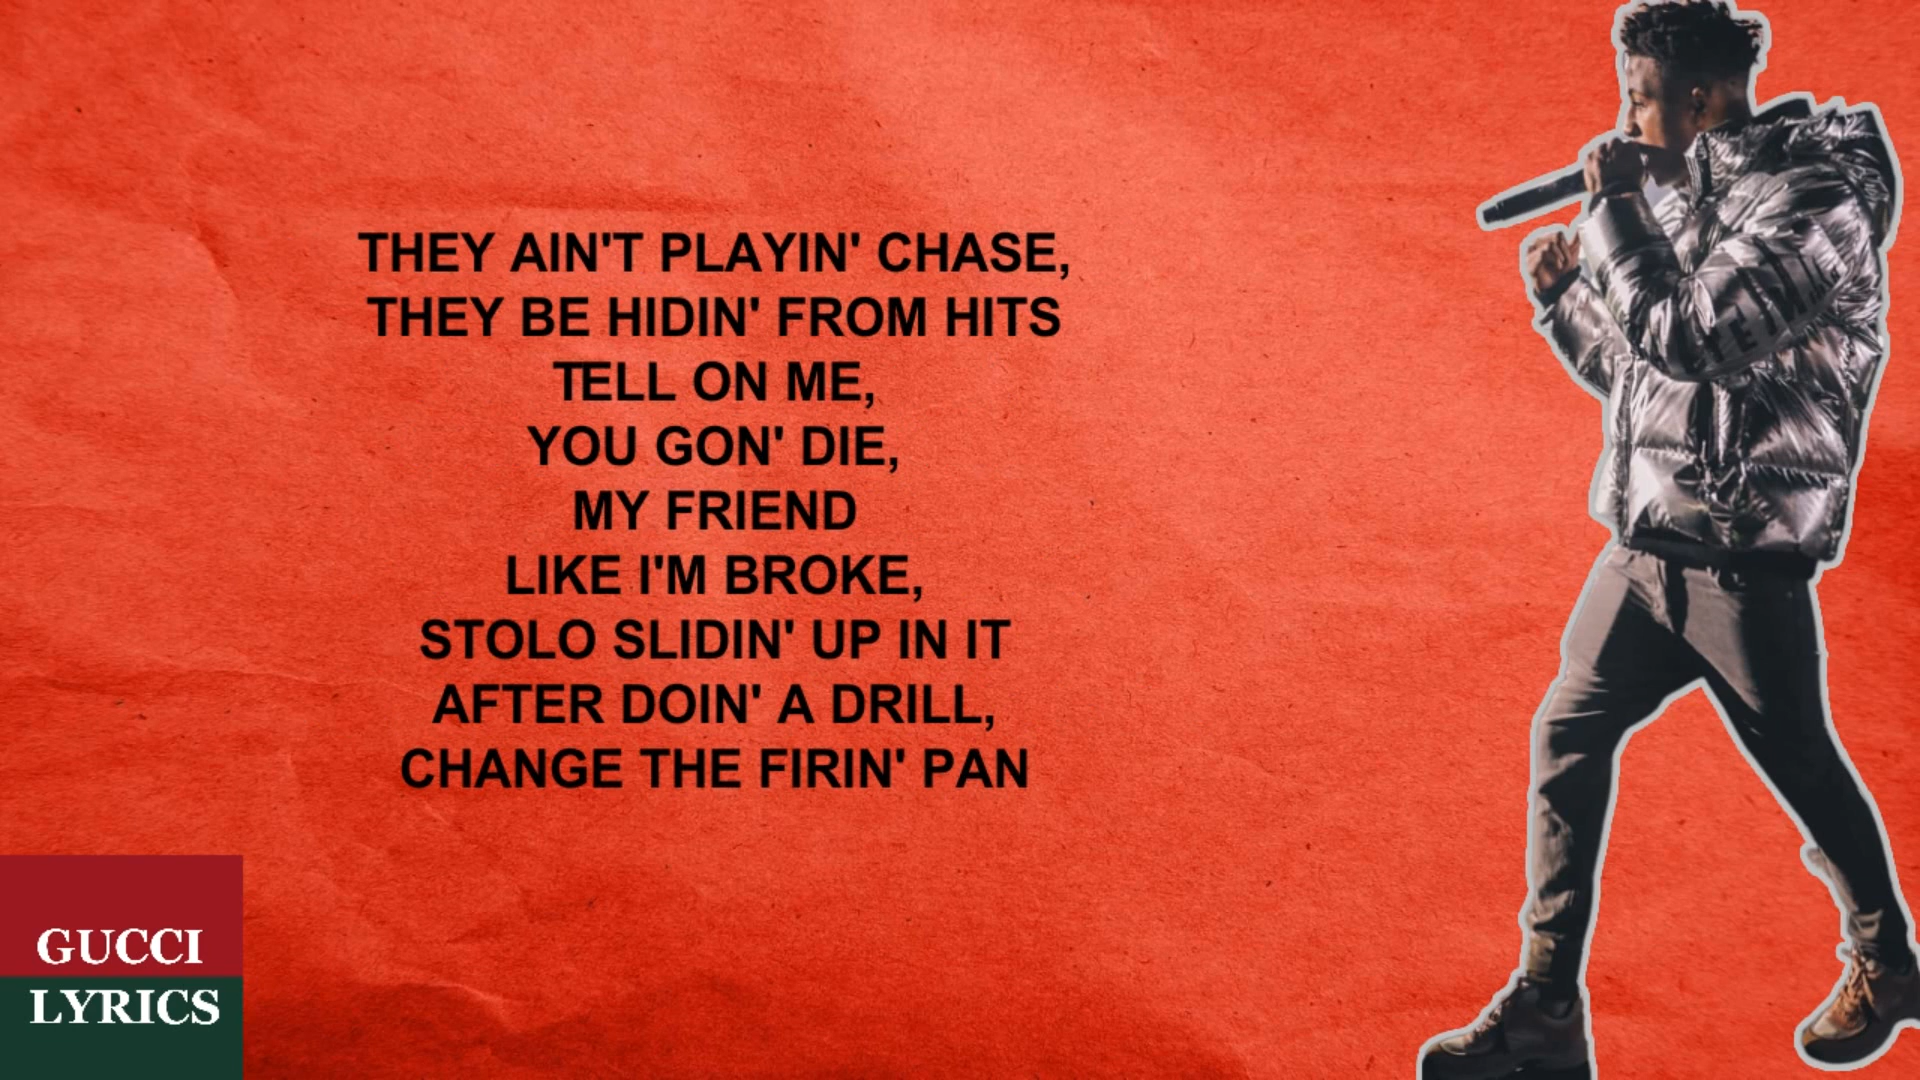 THEY AIN'T PLAYIN' CHASE,
THEY BE HIDIN' FROM HITS
TELL ON ME,
YOU GON' DIE,
MY FRIEND
LIKE I'M BROKE,
STOLO SLIDIN' UP IN IT
AFTER DOIN' A DRILL,
CHANGE THE FIRIN' PAN
GUCCI
LYRICS